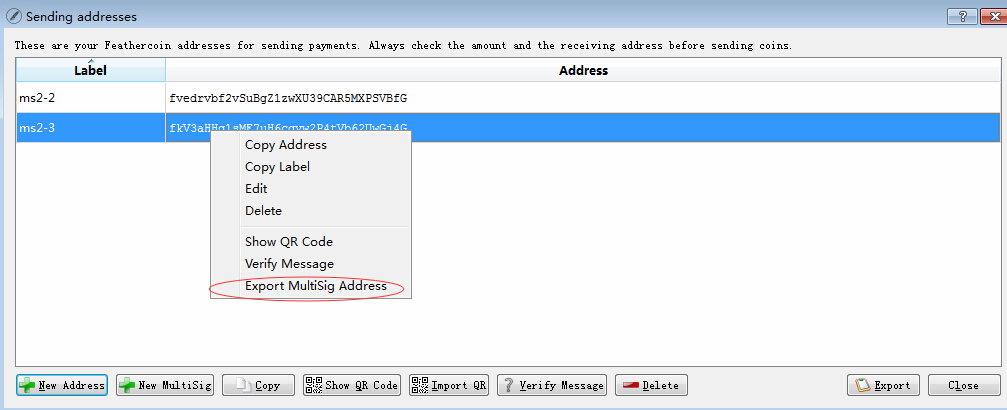 Sending addresses
These are your Feathercoin addresses for sending payments. Always check the amount and the receiving address before sending coins.
Label Address
ms2-2 fvedrvbf2vSuBgZ1zwXU39CAR5MXPSVBfG
ms2-3
Copy Address
Copy Label
Edit
Delete
Show QR Code
Verify Message
Export MultiSig Address
New Address New MultiSig Copy Show QR Code Import QR Verify Message Delete Export Close